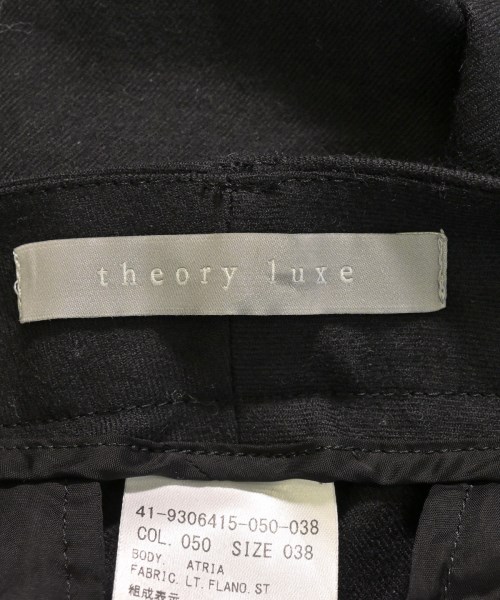 theory luxe
41-9306415-050-038
COL. 050 SIZE 038
BODY. ATRIA
FABRIC. LT. FLANO. ST
組成表示